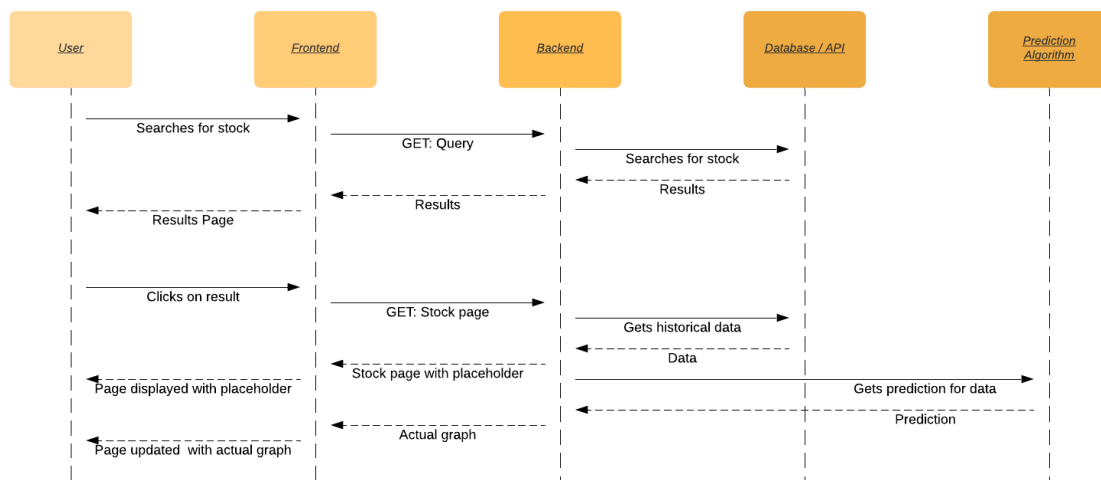 User
Frontend
Backend
Database / API
Prediction
Algorithm
Searches for stock
GET: Query
Searches for stock
Results
Results
Results Page
Clicks on result
GET: Stock page
Gets historical data
Data
Stock page with placeholder
Page displayed with placeholder
Gets prediction for data
Prediction
Actual graph
Page updated  with actual graph